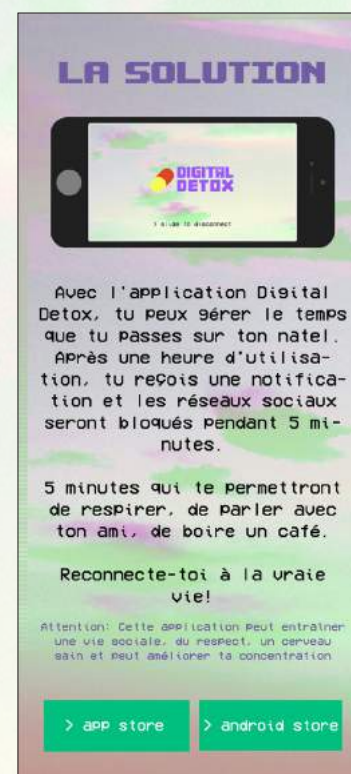 LA SOLUTION
DIGITAL
DETOX
Avec l'application Digital
Detox, tu peux gérer le temps
que tu passes sur ton natel.
Après une heure d'utilisa-
tion, tu reçois une notifica-
tion et les réseaux sociaux
seront bloqués pendant 5 mi-
nutes.
5 minutes qui te permettront
de respirer, de parler avec
ton ami, de boire un café.
Reconnecte-toi à la vraie
vie!
Attention: Cette application peut entraîner
une vie sociale, du respect, un cerveau
sain et peut améliorer ta concentration
> app store
> android store